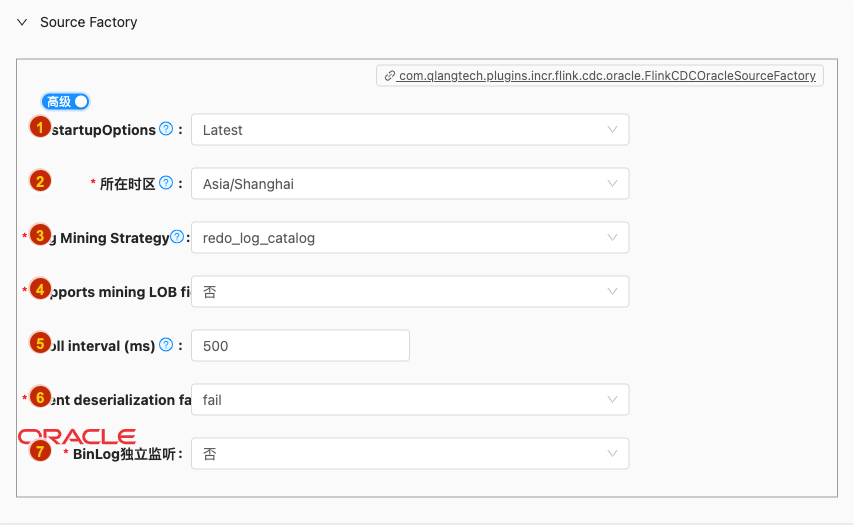 Source Factory
com.qlangtech.plugins.incr.flink.cdc.oracle.FlinkCDCOracleSourceFactory
高级
1 startupOptions ? : Latest
2 * 所在时区 ? : Asia/Shanghai
* 3 g Mining Strategy ? : redo_log_catalog
* 4 pports mining LOB fi 否
5 oll interval (ms) ? : 500
* 6 ent deserialization fa fail
ORACLE
7 * BinLog独立监听 : 否